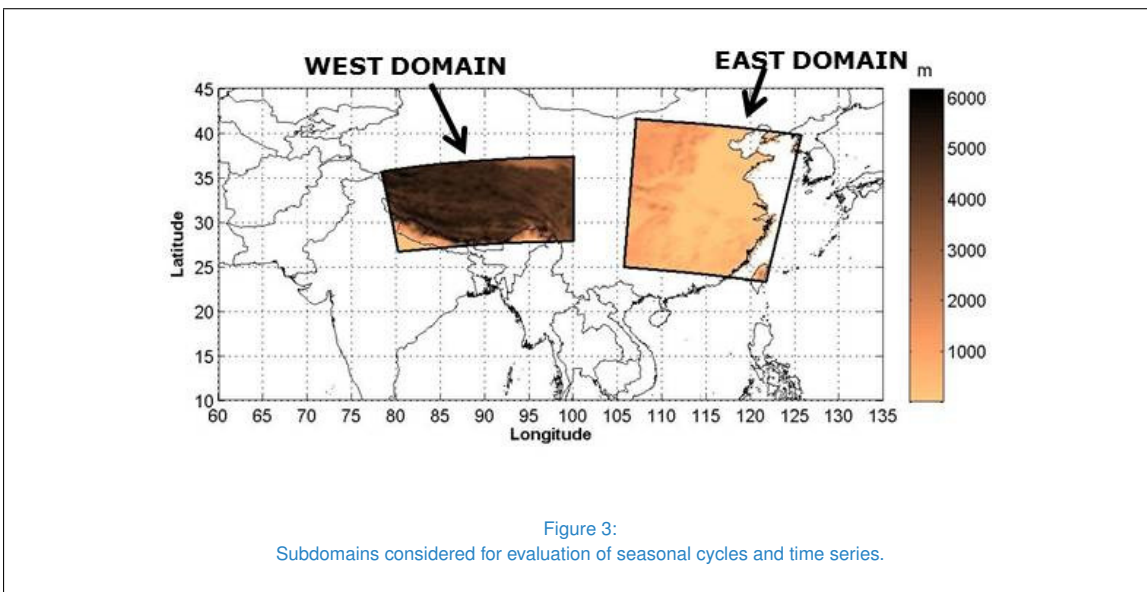 WEST DOMAIN
EAST DOMAIN
m
45
40
35
30
25
20
15
10
Latitude
60 65 70 75 80 85 90 95 100 105 110 115 120 125 130 135
Longitude
6000
5000
4000
3000
2000
1000
Figure 3:
Subdomains considered for evaluation of seasonal cycles and time series.